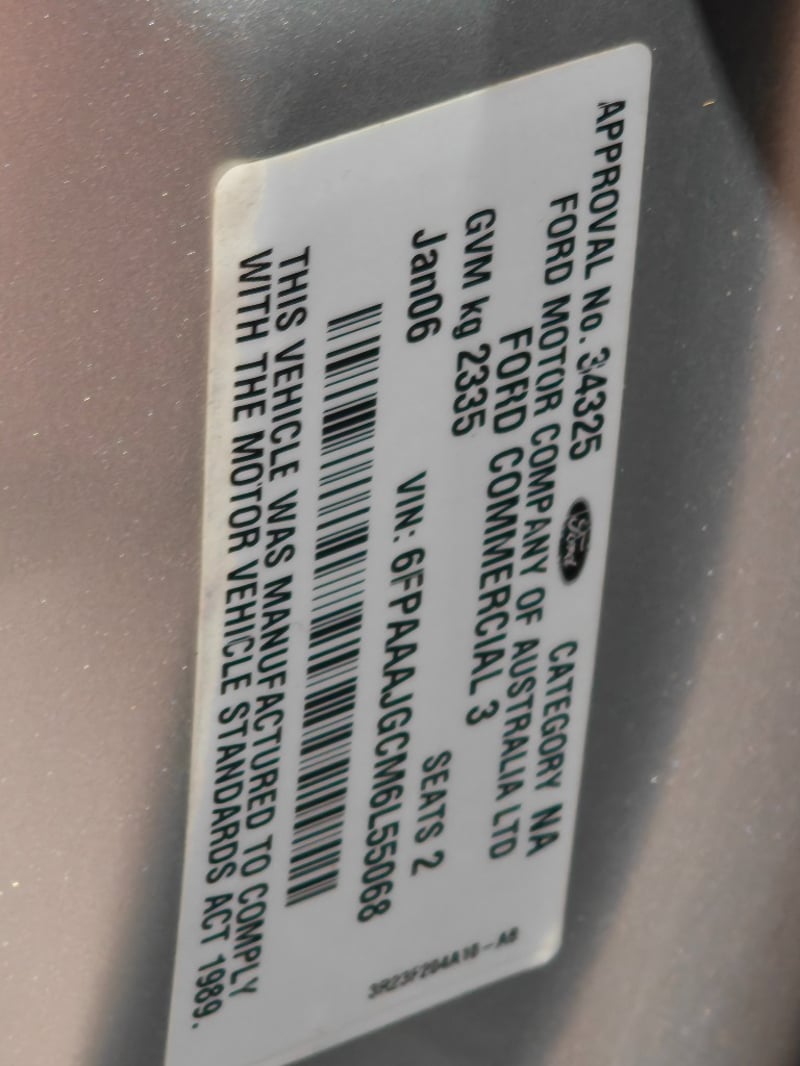 APPROVAL No. 34325 Ford CATEGORY NA
FORD MOTOR COMPANY OF AUSTRALIA LTD
FORD COMMERCIAL 3
GVM kg 2335 SEATS 2
Jan06 VIN: 6FPAAAJGCM6L55068
THIS VEHICLE WAS MANUFACTURED TO COMPLY
WITH THE MOTOR VEHICLE STANDARDS ACT 1989.
3R23F204A16-AB